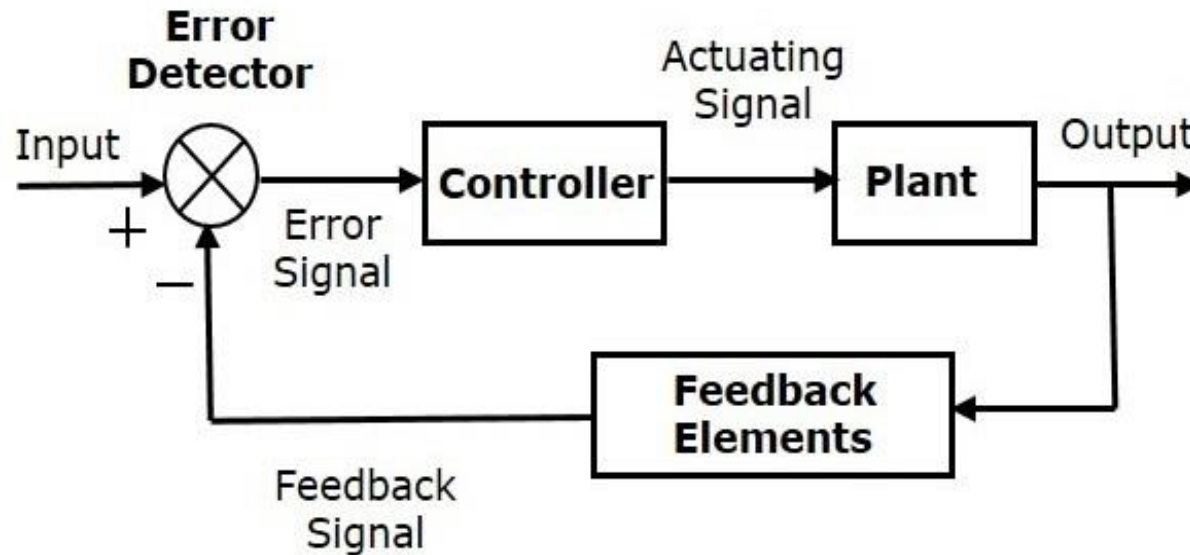 Error
Detector
Input
+
−
Error
Signal
Controller
Actuating
Signal
Plant
Output
Feedback
Elements
Feedback
Signal